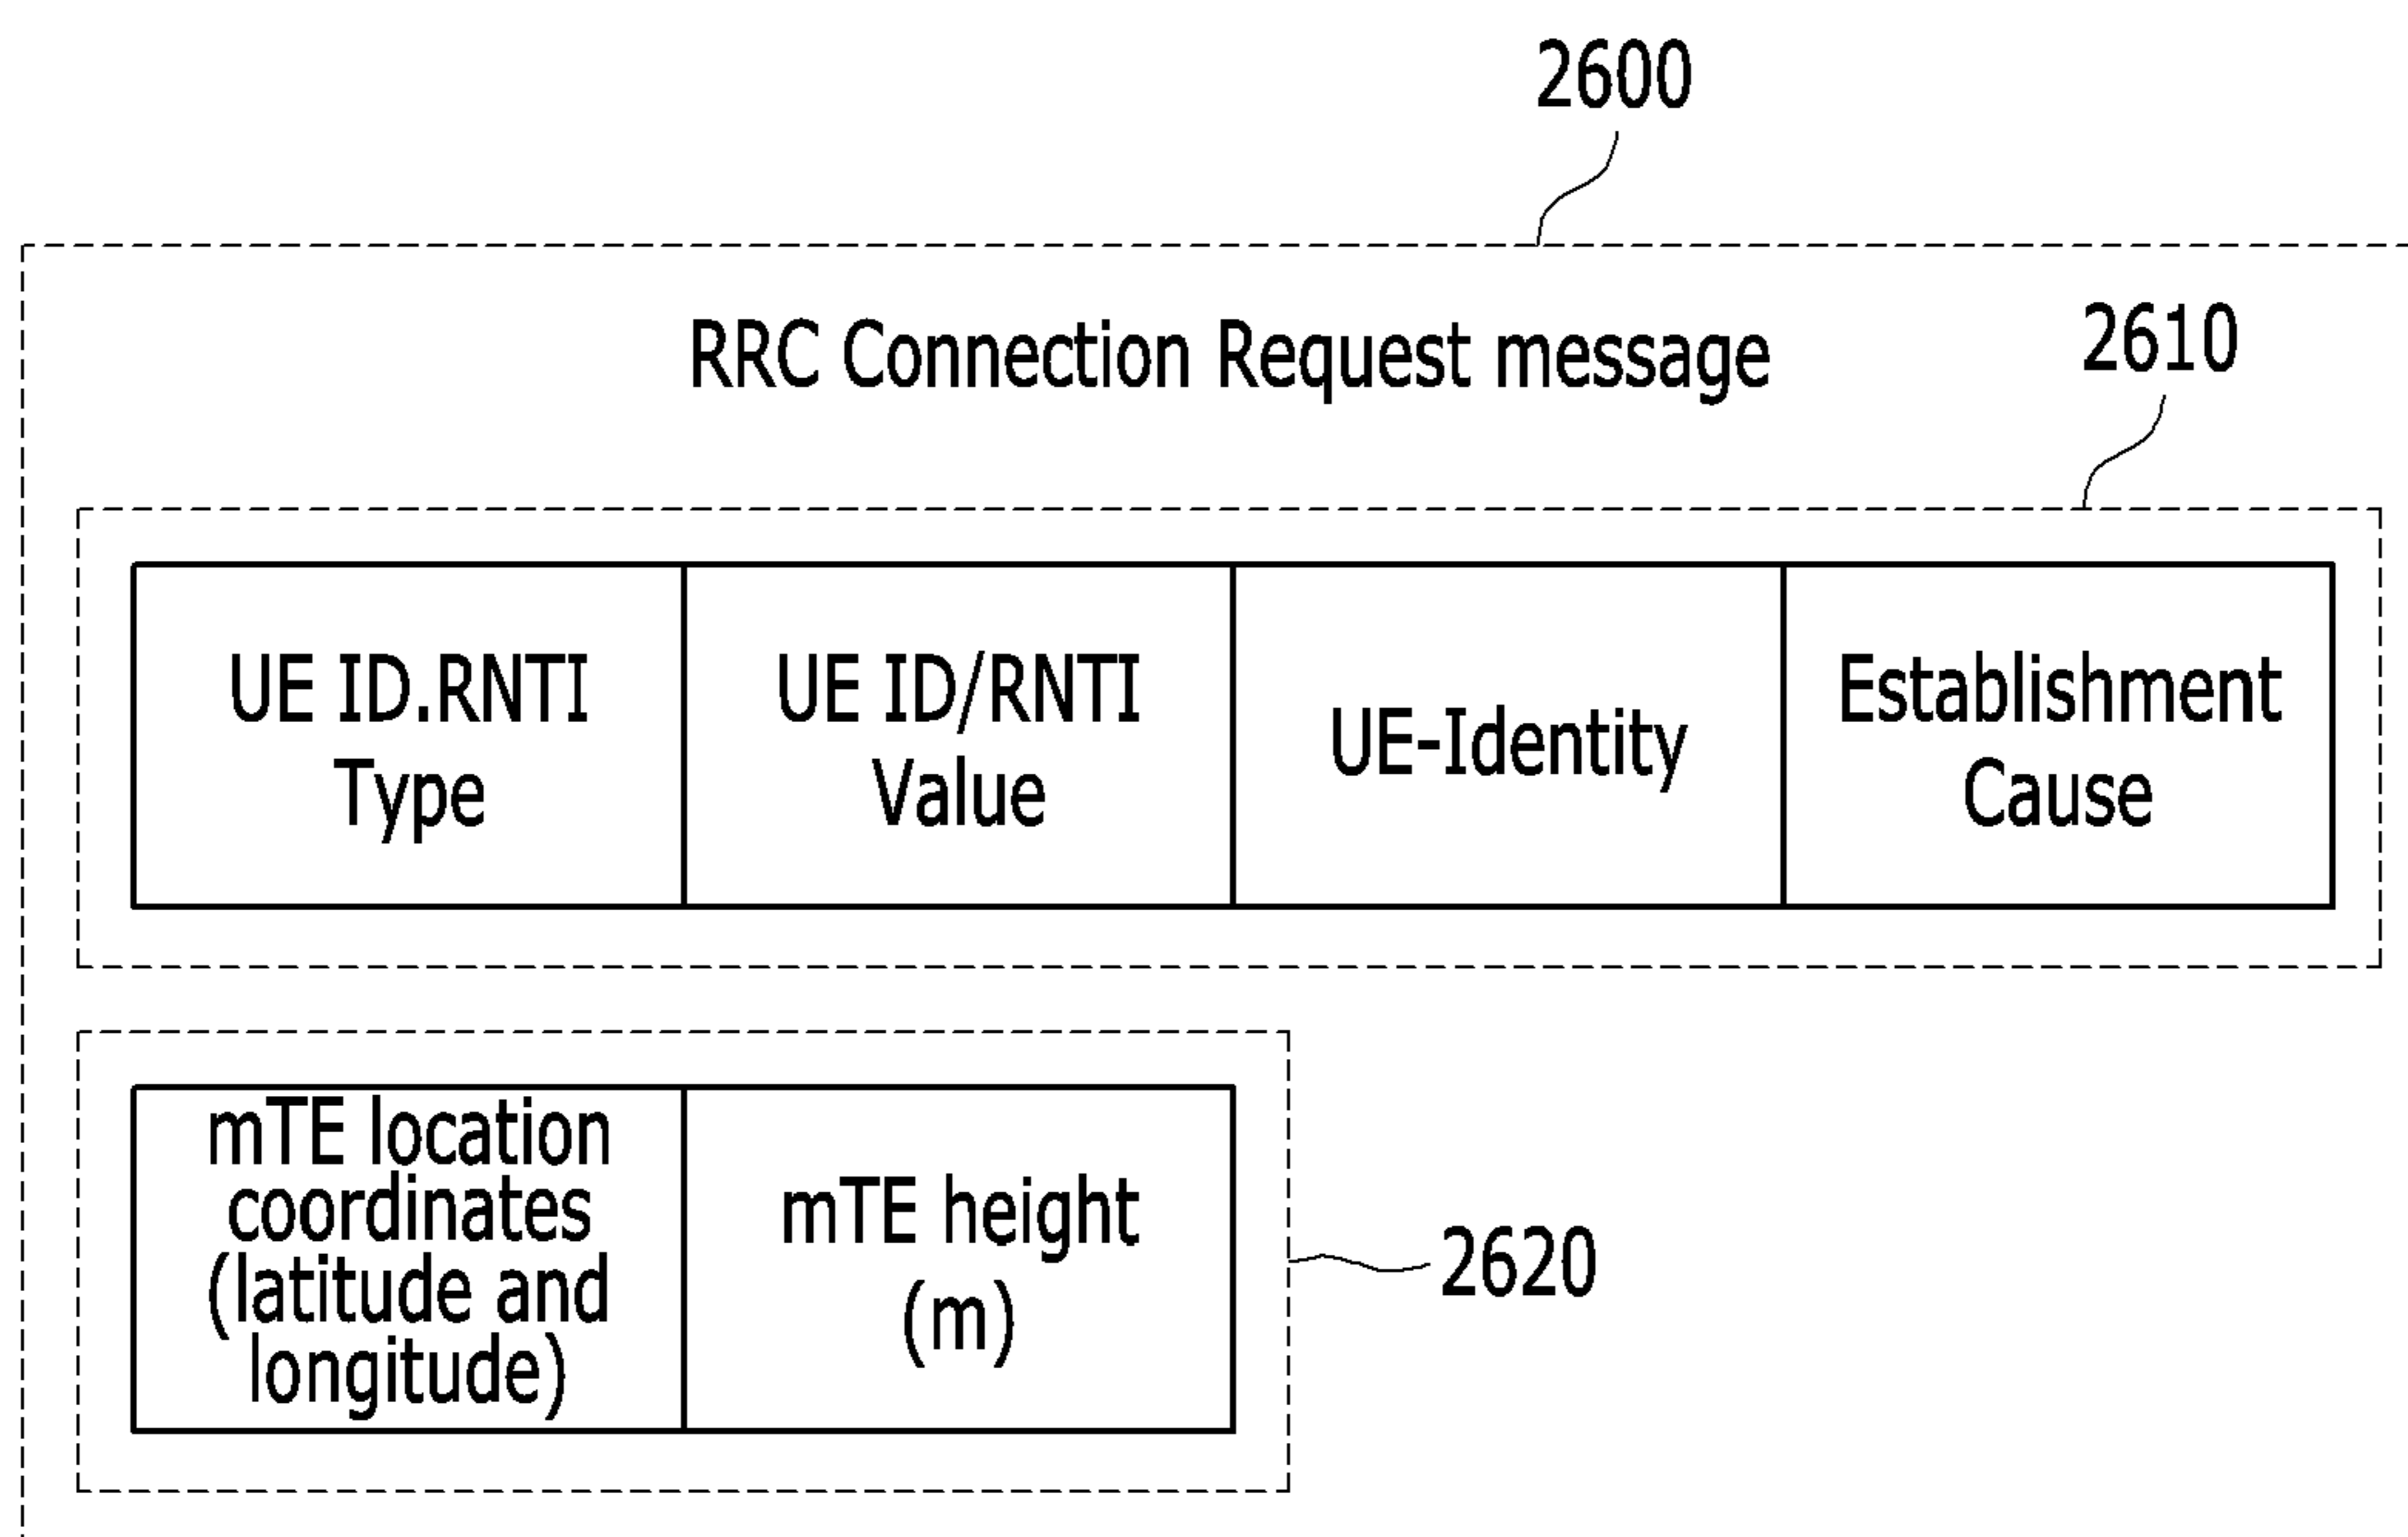 2600
RRC Connection Request message
2610
UE ID.RNTI
Type
UE ID/RNTI
Value
UE-Identity
Establishment
Cause
mTE location
coordinates
(latitude and
longitude)
mTE height
(m)
2620